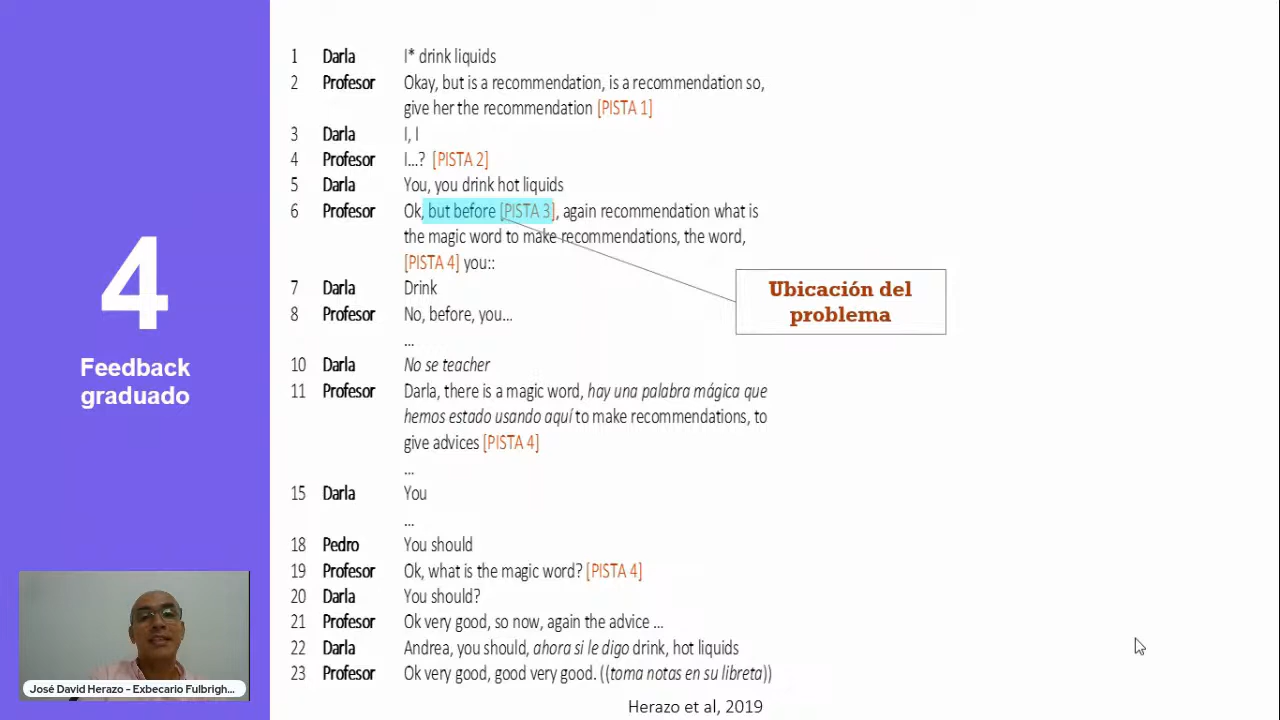 4
Feedback
graduado
1 Darla I* drink liquids
2 Profesor Okay, but is a recommendation, is a recommendation so,
give her the recommendation [PISTA 1]
3 Darla I, I
4 Profesor I...? [PISTA 2]
5 Darla You, you drink hot liquids
6 Profesor Ok, but before [PISTA 3], again recommendation what is
the magic word to make recommendations, the word,
[PISTA 4] you::
7 Darla Drink
8 Profesor No, before, you...
...
10 Darla No se teacher
11 Profesor Darla, there is a magic word, hay una palabra mágica que
hemos estado usando aquí to make recommendations, to
give advices [PISTA 4]
...
15 Darla You
...
18 Pedro You should
19 Profesor Ok, what is the magic word? [PISTA 4]
20 Darla You should?
21 Profesor Ok very good, so now, again the advice ...
22 Darla Andrea, you should, ahora si le digo drink, hot liquids
23 Profesor Ok very good, good very good. ((toma notas en su libreta))
Ubicación del
problema
Herazo et al, 2019
José David Herazo - Exbecario Fulbrigh...